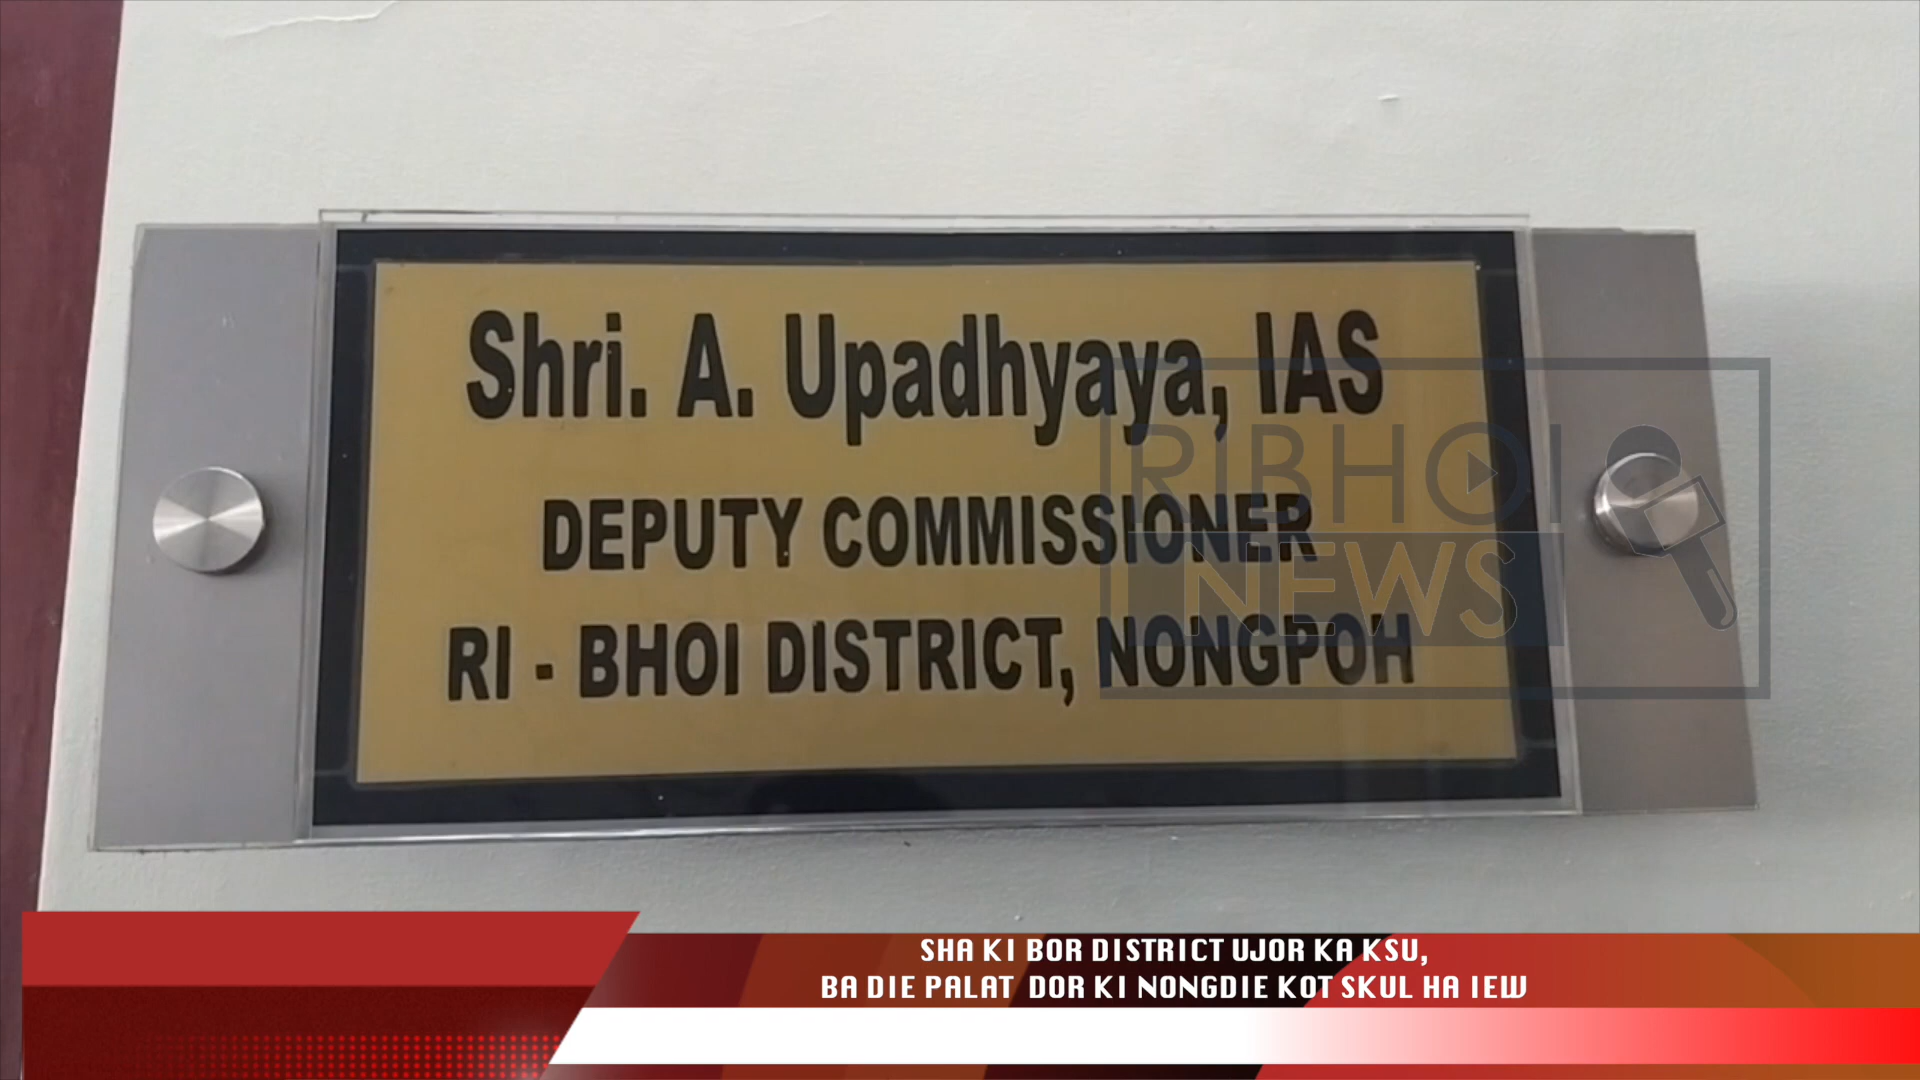 Shri. A. Upadhyaya, IAS
DEPUTY COMMISSIONER
RI - BHOI DISTRICT, NONGPOH
RIBHOI
NEWS
SHA KI BOR DISTRICT UJOR KA KSU,
BA DIE PALAT DOR KI NONGDIE KOT SKUL HA IEW